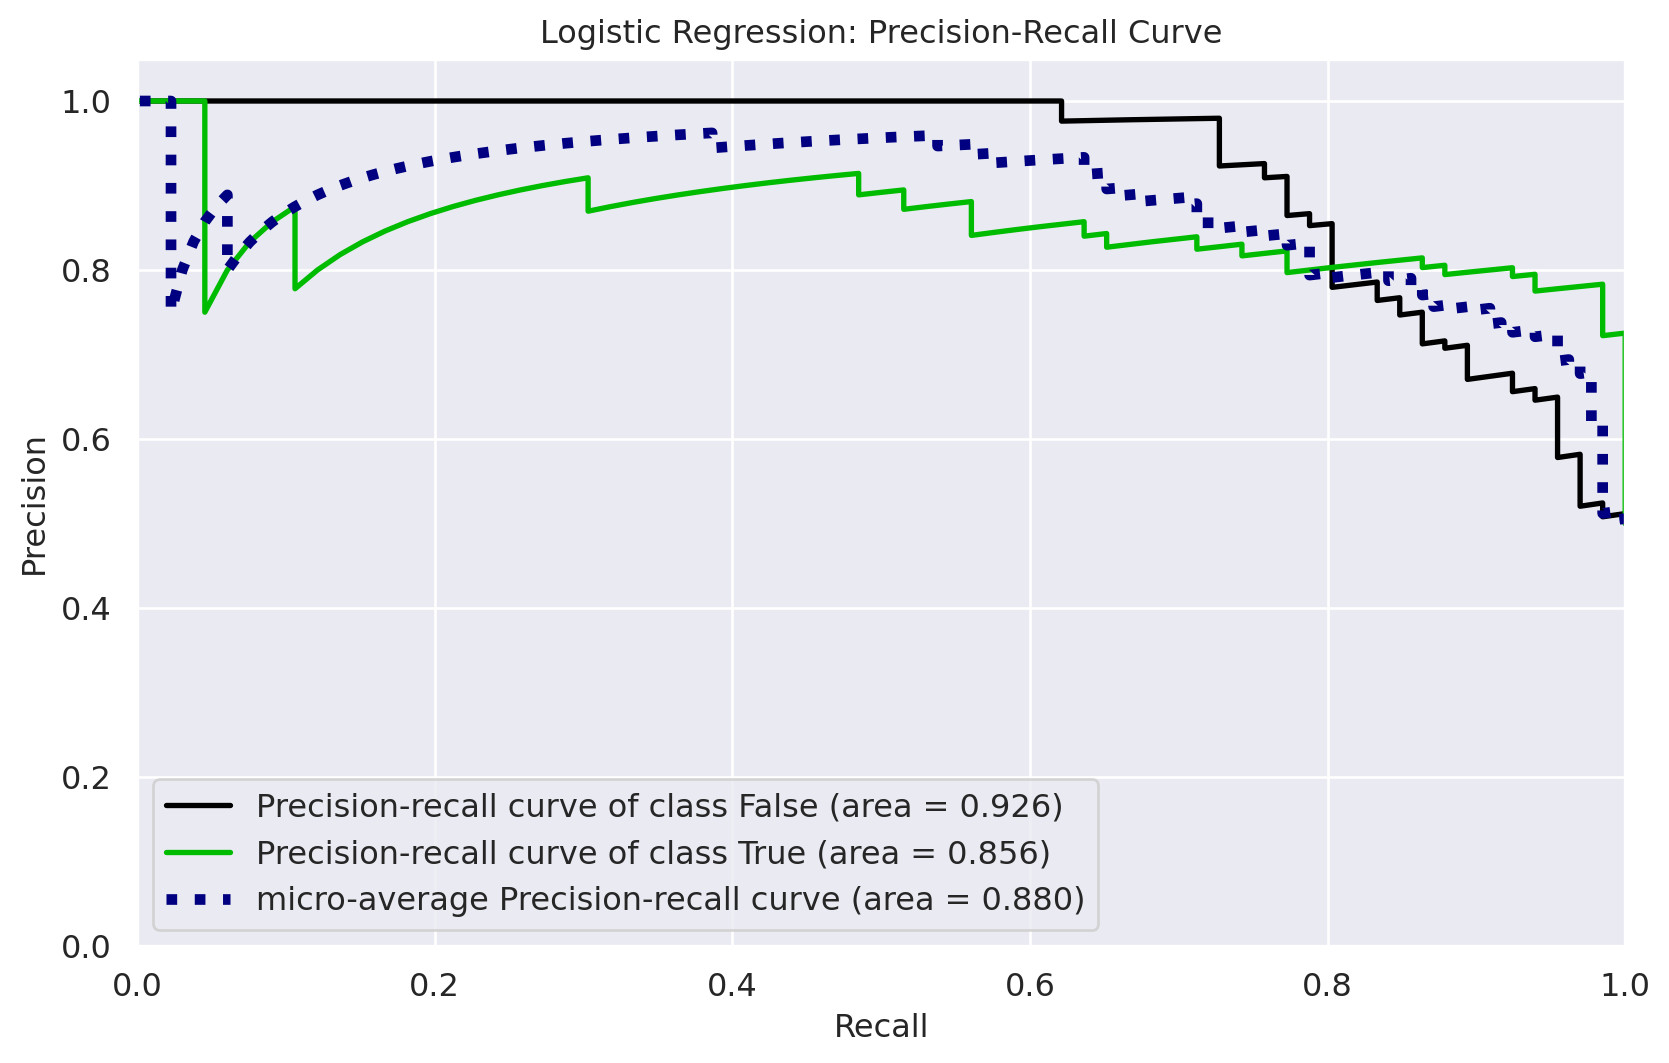 Logistic Regression: Precision-Recall Curve
1.0
0.8
0.6
0.4
0.2
0.0
Precision
Precision-recall curve of class False (area = 0.926)
Precision-recall curve of class True (area = 0.856)
micro-average Precision-recall curve (area = 0.880)
0.0 0.2 0.4 0.6 0.8 1.0
Recall